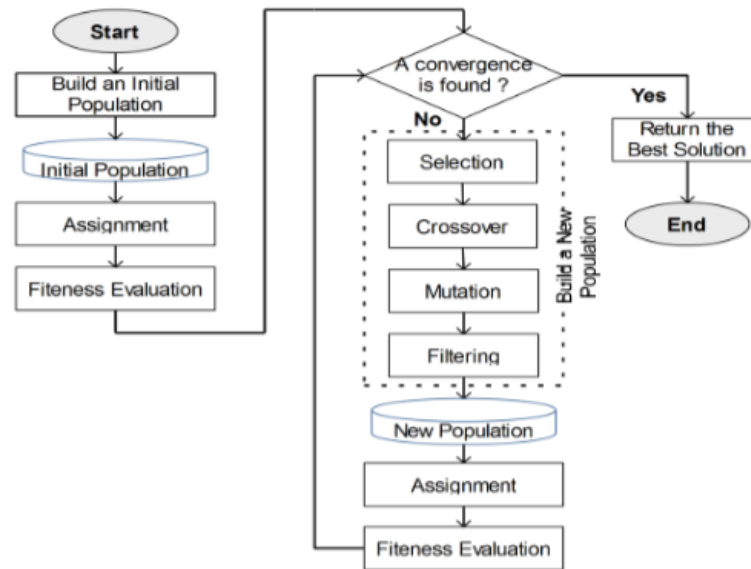 Start
Build an Initial
Population
Initial Population
Assignment
Fiteness Evaluation
A convergence
is found ?
Yes
No
Return the
Best Solution
End
Selection
Crossover
Mutation
Filtering
Build a New
Population
New Population
Assignment
Fiteness Evaluation